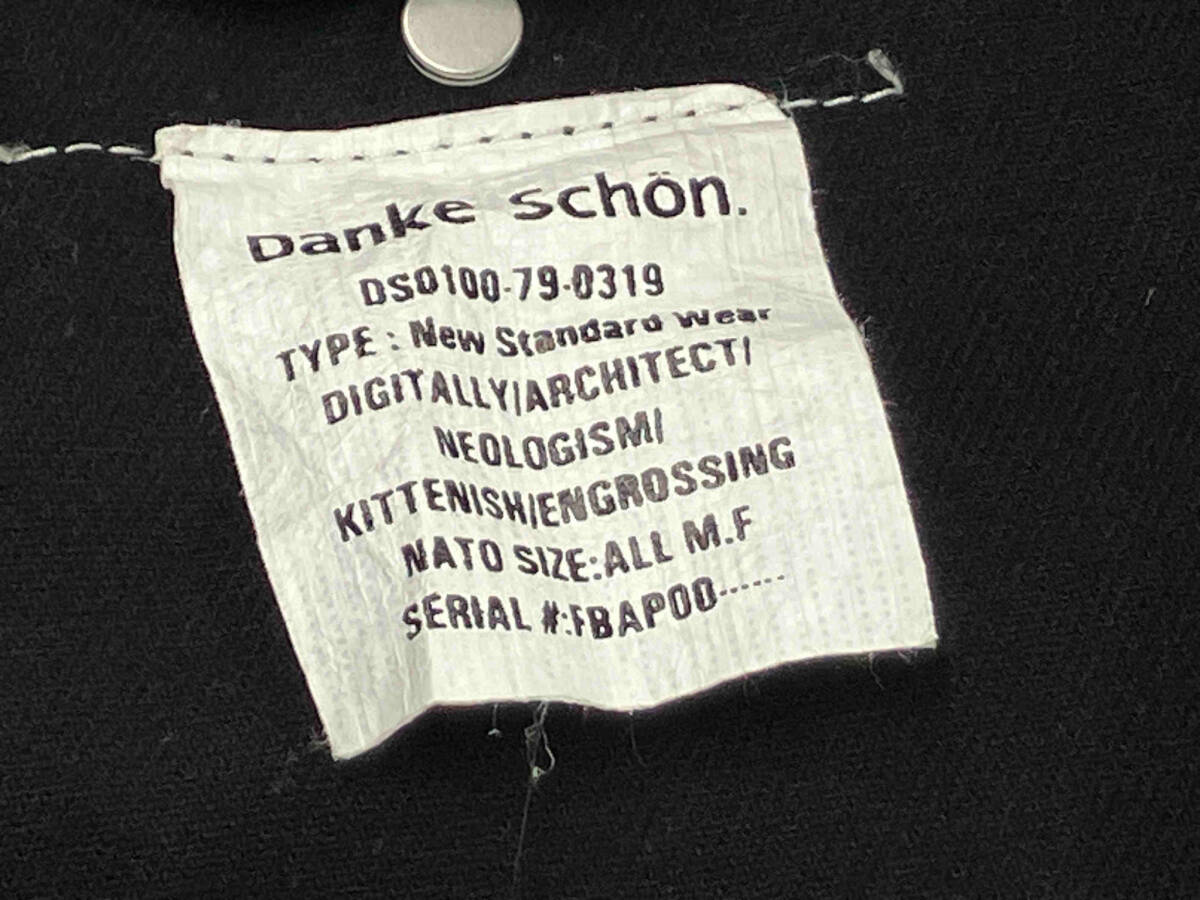 Danke schön.
DS0100-79-0319
TYPE : New Standard Wear
DIGITALLY/ARCHITECT/
NEOLOGISM/
KITTENISH/ENGROSSING
NATO SIZE:ALL M.F
SERIAL #:FBAP00------